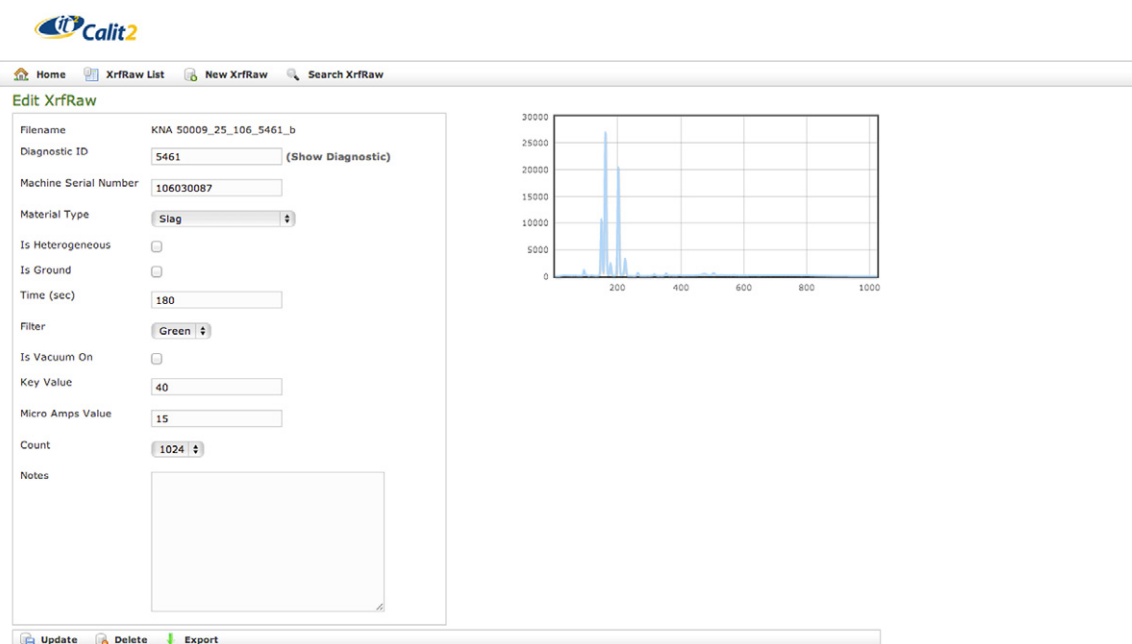 it² Calit2
Home XrfRaw List New XrfRaw Search XrfRaw
Edit XrfRaw
Filename KNA 50009_25_106_5461_b
Diagnostic ID 5461 (Show Diagnostic)
Machine Serial Number 106030087
Material Type Slag
Is Heterogeneous
Is Ground
Time (sec) 180
Filter Green
Is Vacuum On
Key Value 40
Micro Amps Value 15
Count 1024
Notes
Update Delete Export
30000
25000
20000
15000
10000
5000
0
200 400 600 800 1000